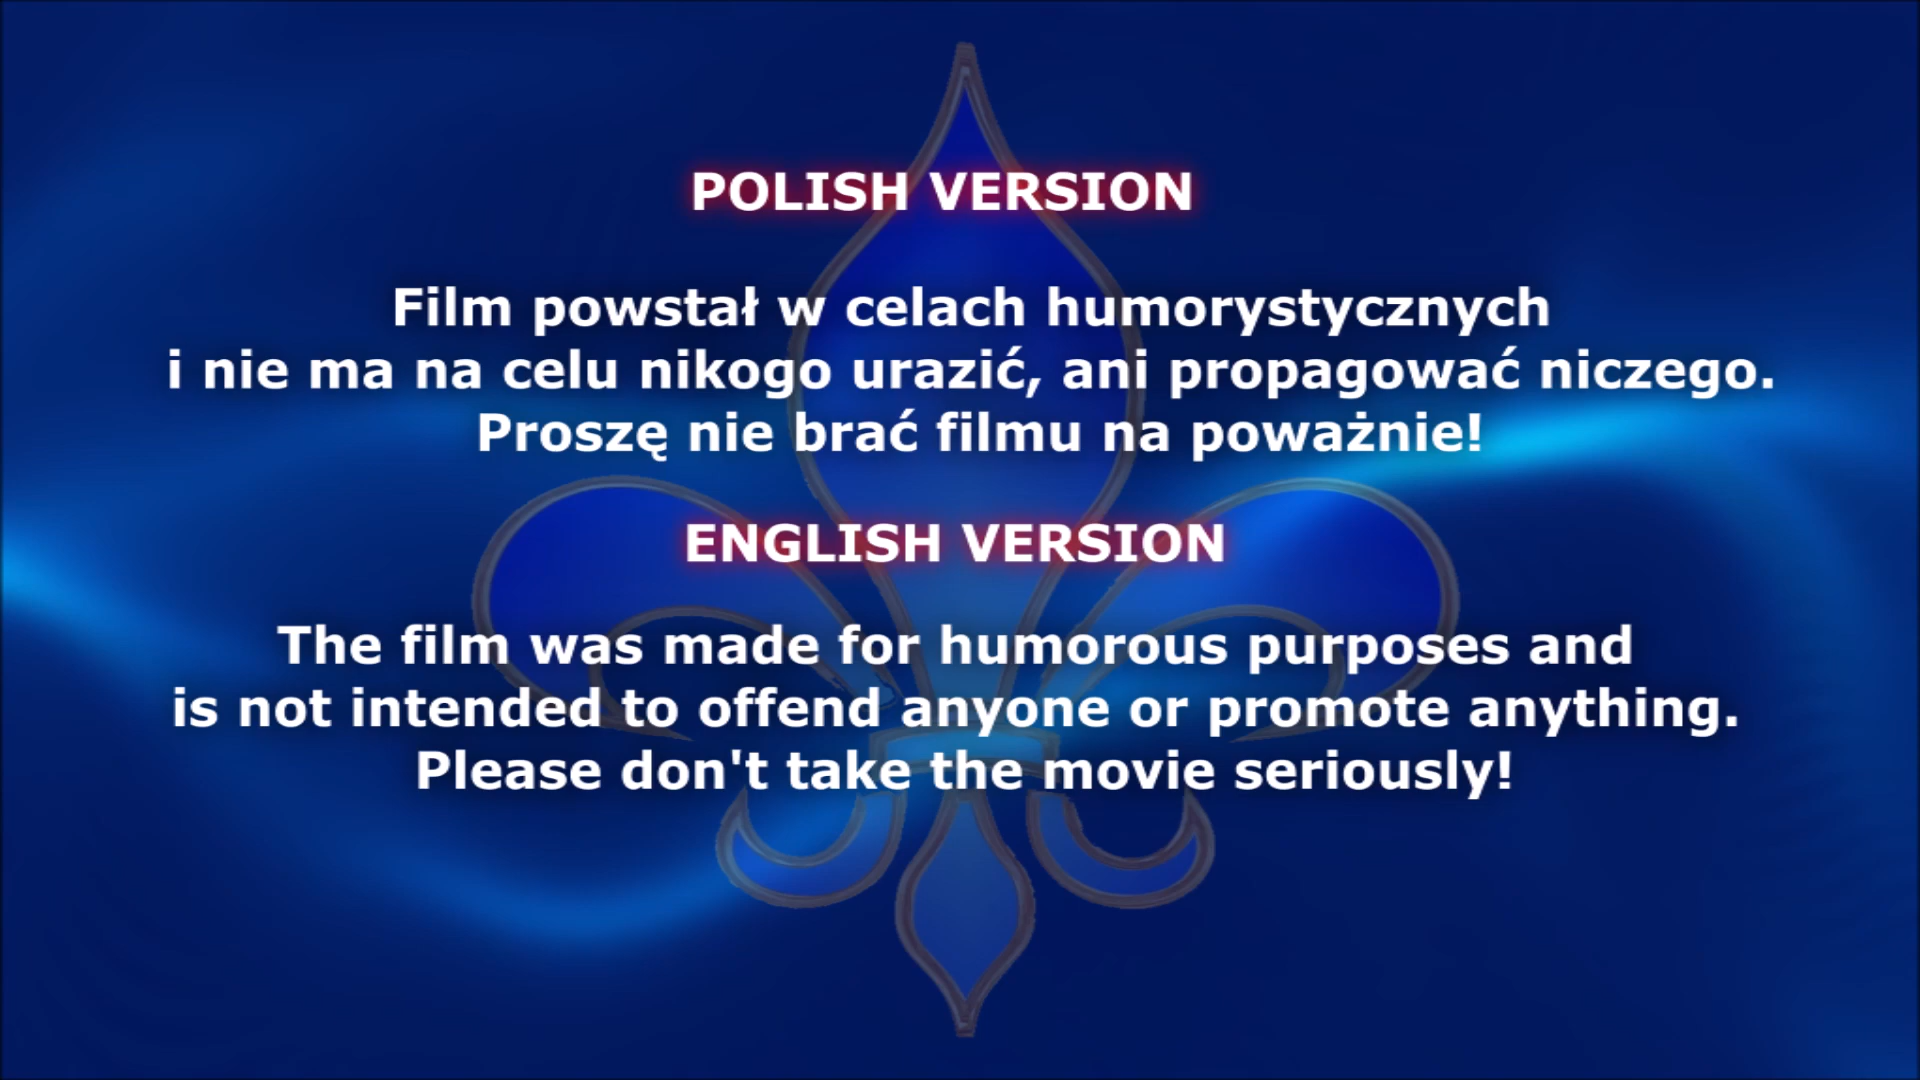 POLISH VERSION
Film powstał w celach humorystycznych
i nie ma na celu nikogo urazić, ani propagować niczego.
Proszę nie brać filmu na poważnie!
ENGLISH VERSION
The film was made for humorous purposes and
is not intended to offend anyone or promote anything.
Please don't take the movie seriously!